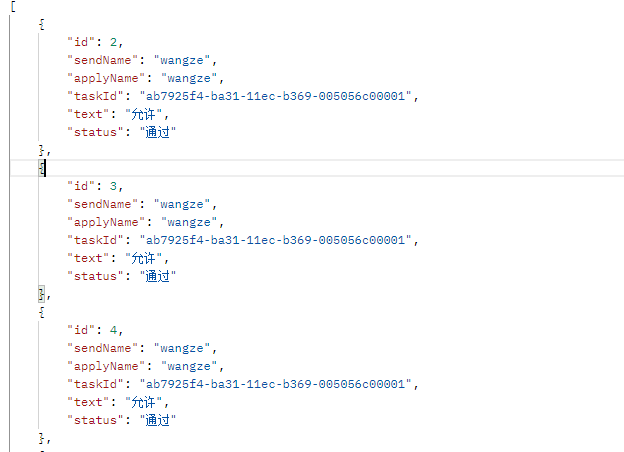 [
{
"id": 2,
"sendName": "wangze",
"applyName": "wangze",
"taskId": "ab7925f4-ba31-11ec-b369-005056c00001",
"text": "允许",
"status": "通过"
},
{
"id": 3,
"sendName": "wangze",
"applyName": "wangze",
"taskId": "ab7925f4-ba31-11ec-b369-005056c00001",
"text": "允许",
"status": "通过"
},
{
"id": 4,
"sendName": "wangze",
"applyName": "wangze",
"taskId": "ab7925f4-ba31-11ec-b369-005056c00001",
"text": "允许",
"status": "通过"
},